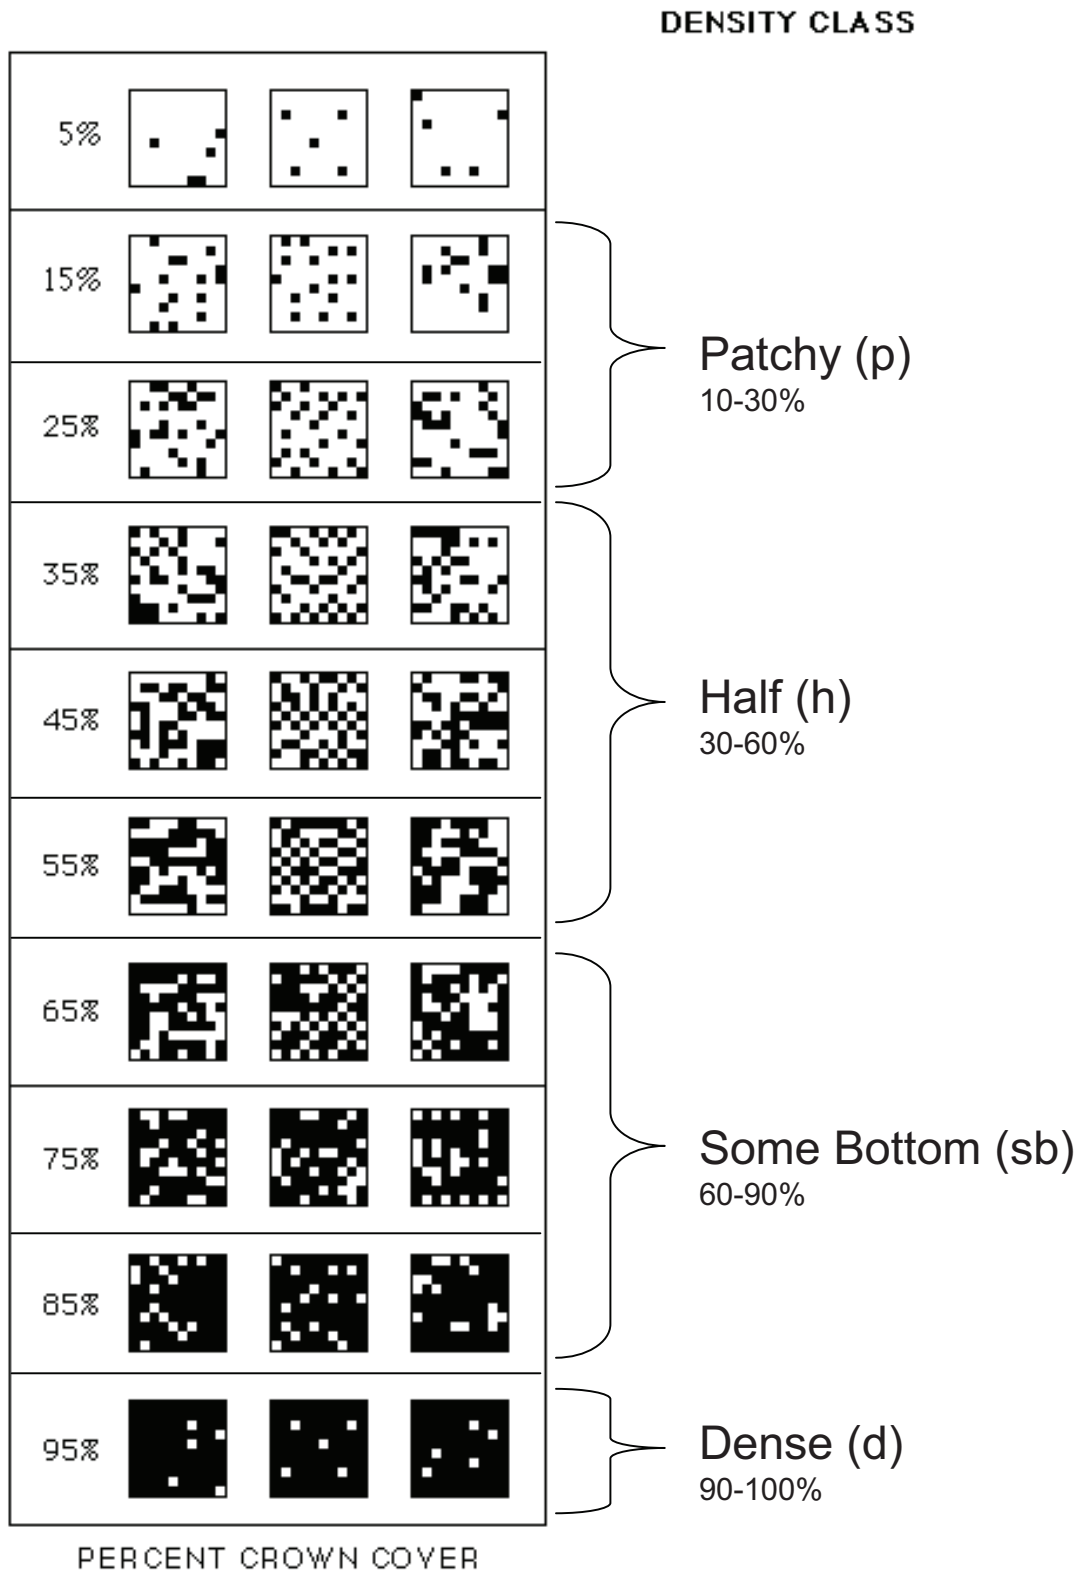 DENSITY CLASS
5%
15%
25%
Patchy (p)
10-30%
35%
45%
55%
Half (h)
30-60%
65%
75%
85%
Some Bottom (sb)
60-90%
95%
Dense (d)
90-100%
PERCENT CROWN COVER